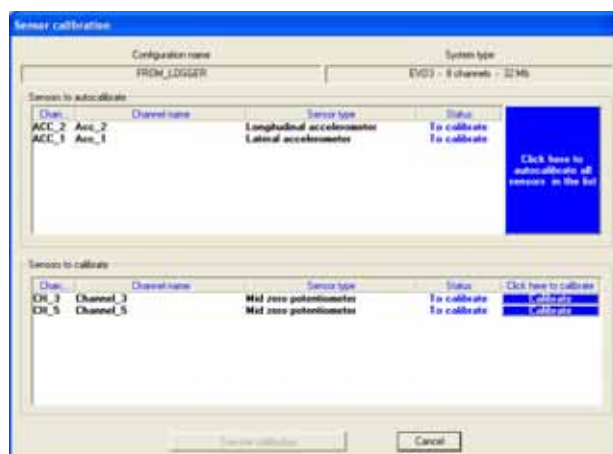 Sensor calibration
Configuration name System type
FROM_LOGGER EVO3 - 8 channels - 32 Mb
Sensors to autocalibrate
Chan... Channel name Sensor type Status
ACC_2 Acc_2 Longitudinal accelerometer To calibrate
ACC_1 Acc_1 Lateral accelerometer To calibrate
Click here to
autocalibrate all
sensors in the list
Sensors to calibrate
Chan... Channel name Sensor type Status Click here to calibrate
CH_3 Channel_3 Mid zero potentiometer To calibrate Calibrate
CH_5 Channel_5 Mid zero potentiometer To calibrate Calibrate
Cancel